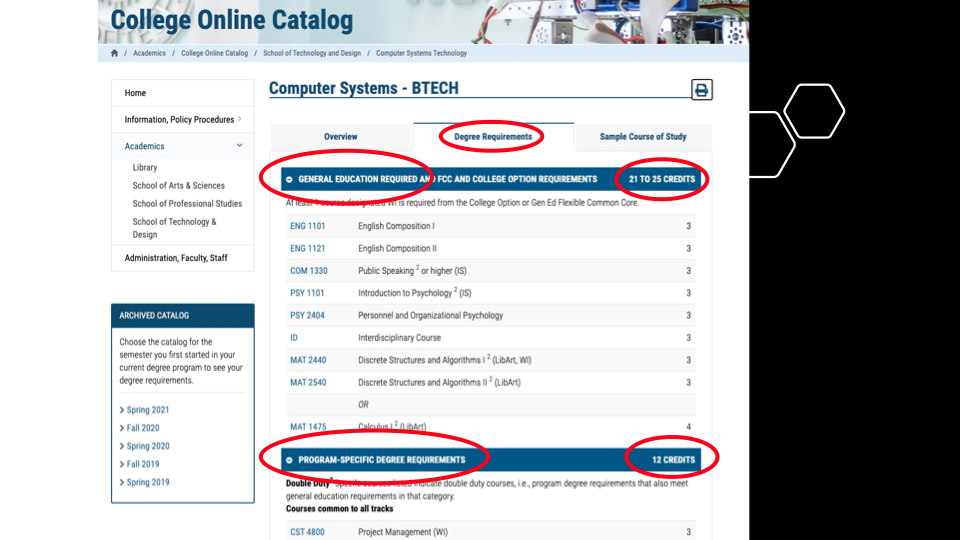 College Online Catalog
/ Academics / College Online Catalog / School of Technology and Design / Computer Systems Technology
Home
Information, Policy Procedures
Academics
Library
School of Arts & Sciences
School of Professional Studies
School of Technology &
Design
Administration, Faculty, Staff
ARCHIVED CATALOG
Choose the catalog for the
semester you first started in your
current degree program to see your
degree requirements.
Spring 2021
Fall 2020
Spring 2020
Fall 2019
Spring 2019
Computer Systems - BTECH
Overview Degree Requirements Sample Course of Study
GENERAL EDUCATION REQUIRED AND FCC AND COLLEGE OPTION REQUIREMENTS 21 TO 25 CREDITS
At least 1 course designated WI is required from the College Option or Gen Ed Flexible Common Core.
ENG 1101 English Composition I 3
ENG 1121 English Composition II 3
COM 1330 Public Speaking 2 or higher (IS) 3
PSY 1101 Introduction to Psychology 2 (IS) 3
PSY 2404 Personnel and Organizational Psychology 3
ID Interdisciplinary Course 3
MAT 2440 Discrete Structures and Algorithms I 2 (LibArt, WI) 3
MAT 2540 Discrete Structures and Algorithms II 2 (LibArt) 3
OR
MAT 1475 Calculus I 2 (LibArt) 4
PROGRAM-SPECIFIC DEGREE REQUIREMENTS 12 CREDITS
Double Duty Specific courses listed indicate double duty courses, i.e., program degree requirements that also meet
general education requirements in that category.
Courses common to all tracks
CST 4800 Project Management (WI) 3